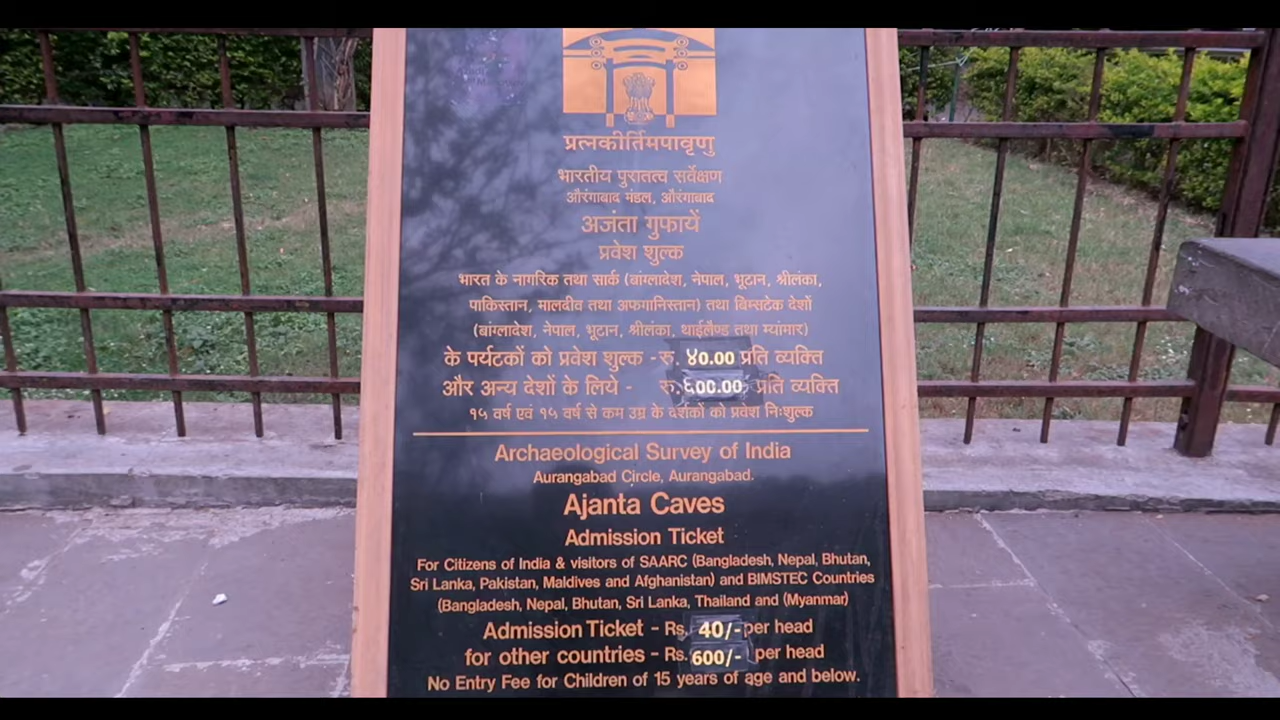 प्रत्नकीर्तिमपावृणु
भारतीय पुरातत्व सर्वेक्षण
औरंगाबाद मंडल, औरंगाबाद
अजंता गुफायें
प्रवेश शुल्क
भारत के नागरिक तथा सार्क (बांग्लादेश, नेपाल, भूटान, श्रीलंका,
पाकिस्तान, मालदीव तथा अफगानिस्तान) तथा बिम्सटेक देशों
(बांग्लादेश, नेपाल, भूटान, श्रीलंका, थाईलैण्ड तथा म्यांमार)
के पर्यटकों को प्रवेश शुल्क - रु. ४०.00 प्रति व्यक्ति
और अन्य देशों के लिये - रु. ६००.00 प्रति व्यक्ति
१५ वर्ष एवं १५ वर्ष से कम उम्र के दर्शकों को प्रवेश निःशुल्क
Archaeological Survey of India
Aurangabad Circle, Aurangabad.
Ajanta Caves
Admission Ticket
For Citizens of India & visitors of SAARC (Bangladesh, Nepal, Bhutan,
Sri Lanka, Pakistan, Maldives and Afghanistan) and BIMSTEC Countries
(Bangladesh, Nepal, Bhutan, Sri Lanka, Thailand and (Myanmar)
Admission Ticket - Rs. 40/- per head
for other countries - Rs. 600/- per head
No Entry Fee for Children of 15 years of age and below.